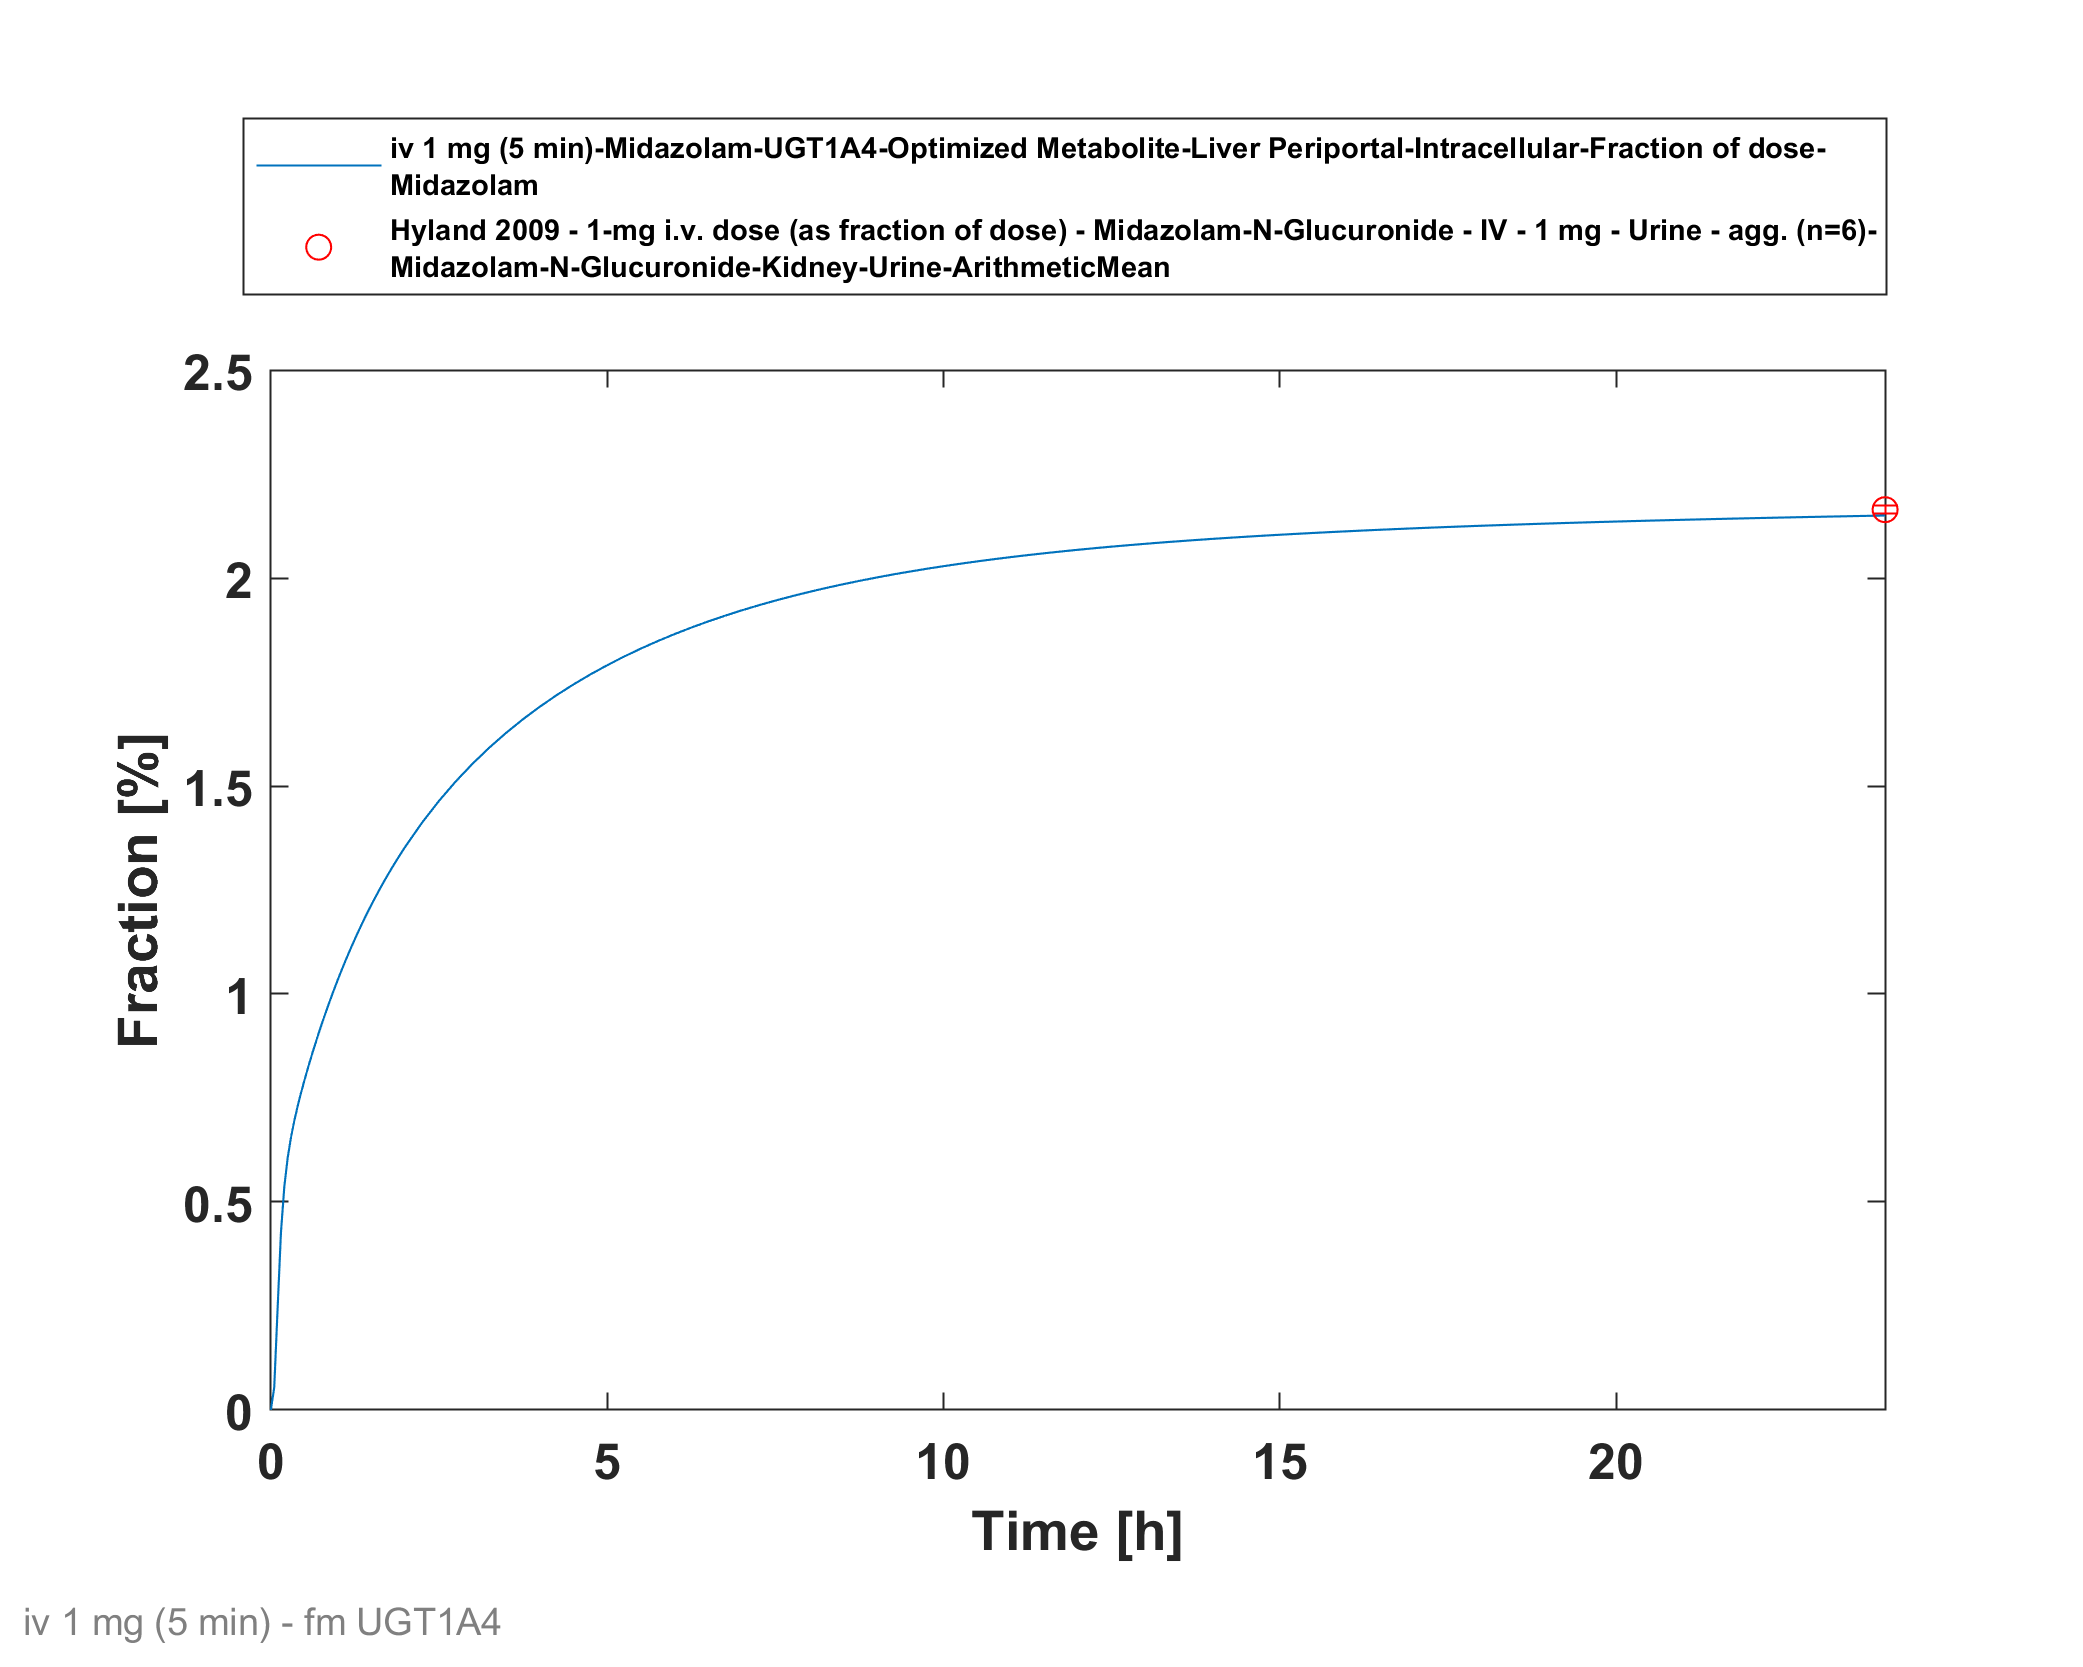 iv 1 mg (5 min)-Midazolam-UGT1A4-Optimized Metabolite-Liver Periportal-Intracellular-Fraction of dose-
Midazolam
Hyland 2009 - 1-mg i.v. dose (as fraction of dose) - Midazolam-N-Glucuronide - IV - 1 mg - Urine - agg. (n=6)-
Midazolam-N-Glucuronide-Kidney-Urine-ArithmeticMean
2.5
2
1.5
1
0.5
0
Fraction [%]
0 5 10 15 20
Time [h]
iv 1 mg (5 min) - fm UGT1A4